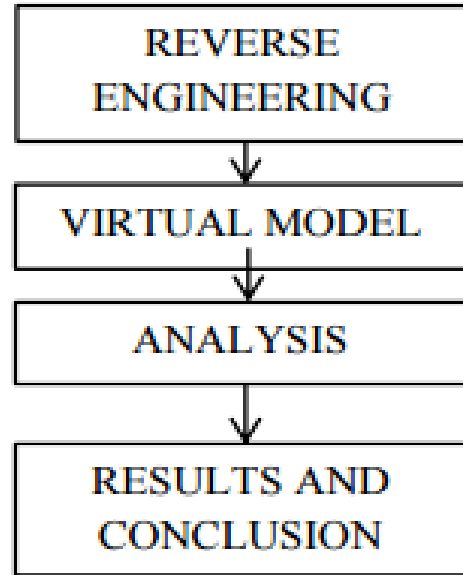 REVERSE
ENGINEERING
VIRTUAL MODEL
ANALYSIS
RESULTS AND
CONCLUSION